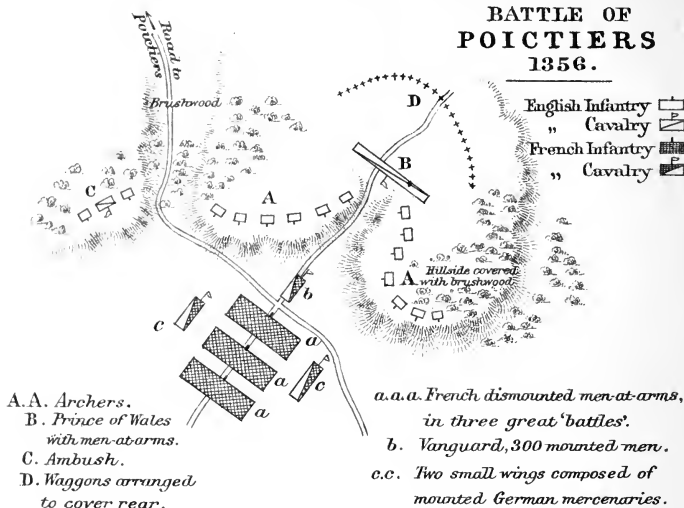 BATTLE OF
POICTIERS
1356.
English Infantry
„ Cavalry
French Infantry
„ Cavalry
Road to
Poictiers
Brushwood
D
B
C
A
A
Hillside covered
with brushwood
b
c
a
a
c
a
A.A. Archers.
B. Prince of Wales
with men-at-arms.
C. Ambush.
D. Waggons arranged
to cover rear.
a.a.a. French dismounted men-at-arms,
in three great 'battles'.
b. Vanguard, 300 mounted men.
c.c. Two small wings composed of
mounted German mercenaries.